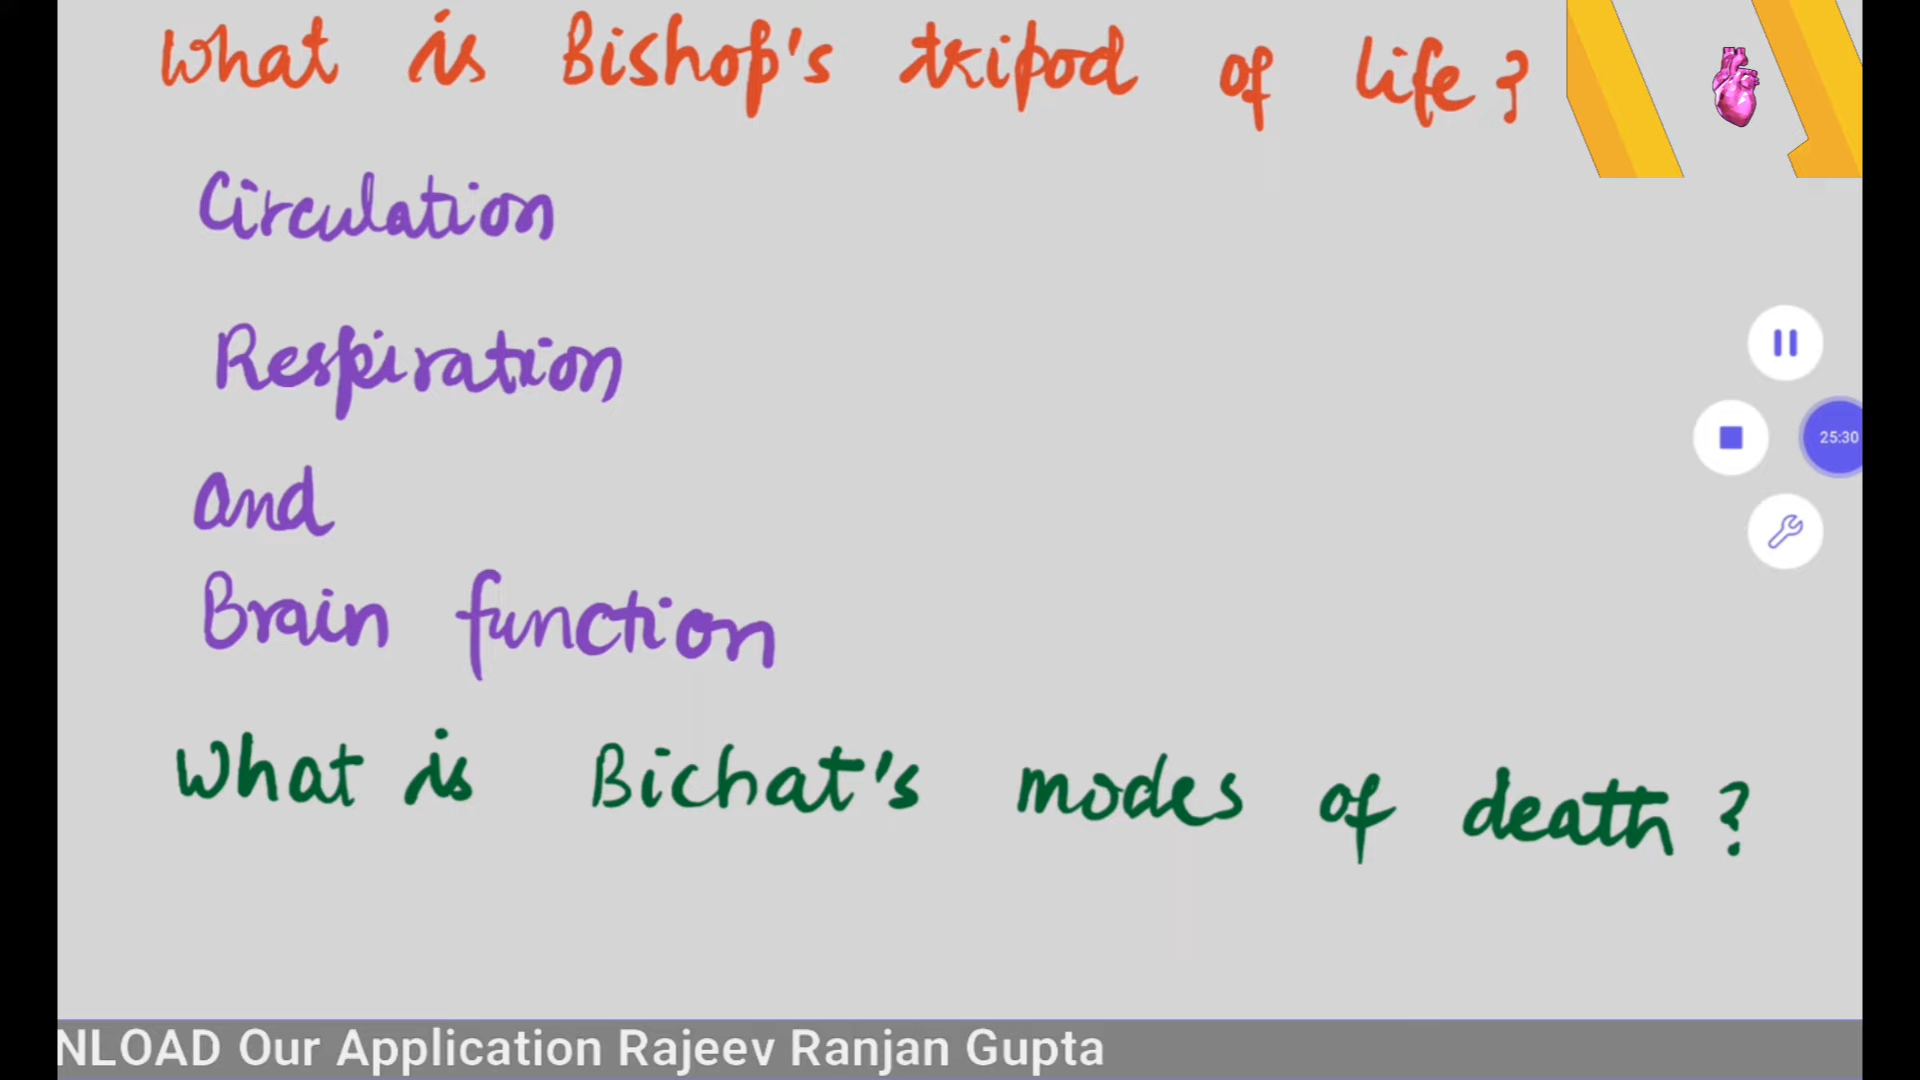 What is Bishop's tripod of life?
Circulation
Respiration
and
Brain function
What is Bichat's modes of death?
25:30
NLOAD Our Application Rajeev Ranjan Gupta